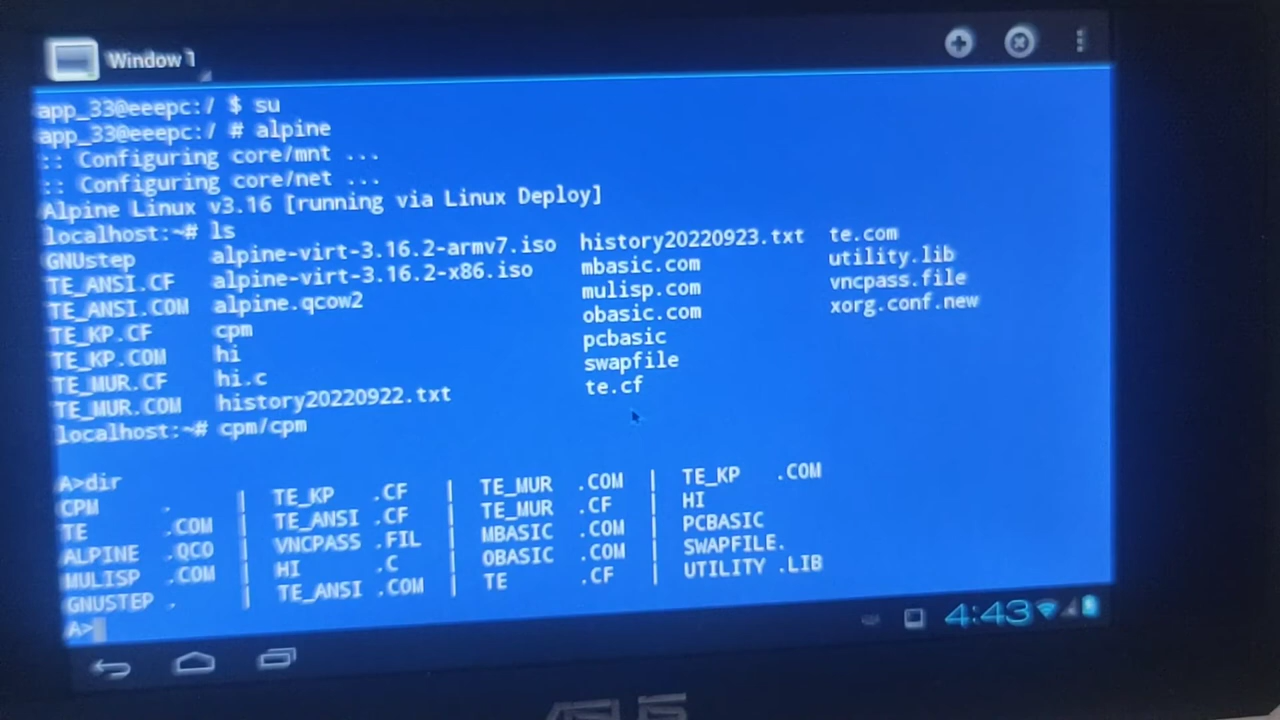 Window 1
app_33@eeepc:/ $ su
app_33@eeepc:/ # alpine
:: Configuring core/mnt ...
:: Configuring core/net ...
Alpine Linux v3.16 [running via Linux Deploy]
localhost:~# ls
GNUstep alpine-virt-3.16.2-armv7.iso history20220923.txt te.com
TE_ANSI.CF alpine-virt-3.16.2-x86.iso mbasic.com utility.lib
TE_ANSI.COM alpine.qcow2 mulisp.com vncpass.file
TE_KP.CF cpm obasic.com xorg.conf.new
TE_KP.COM hi pcbasic
TE_MUR.CF hi.c swapfile
TE_MUR.COM history20220922.txt te.cf
localhost:~# cpm/cpm
A>dir
CPM . | TE_KP .CF | TE_MUR .COM | TE_KP .COM
TE .COM | TE_ANSI .CF | TE_MUR .CF | HI
ALPINE .QCO | VNCPASS .FIL | MBASIC .COM | PCBASIC
MULISP .COM | HI .C | OBASIC .COM | SWAPFILE.
GNUSTEP . | TE_ANSI .COM | TE .CF | UTILITY .LIB
A>
4:43
ASUS